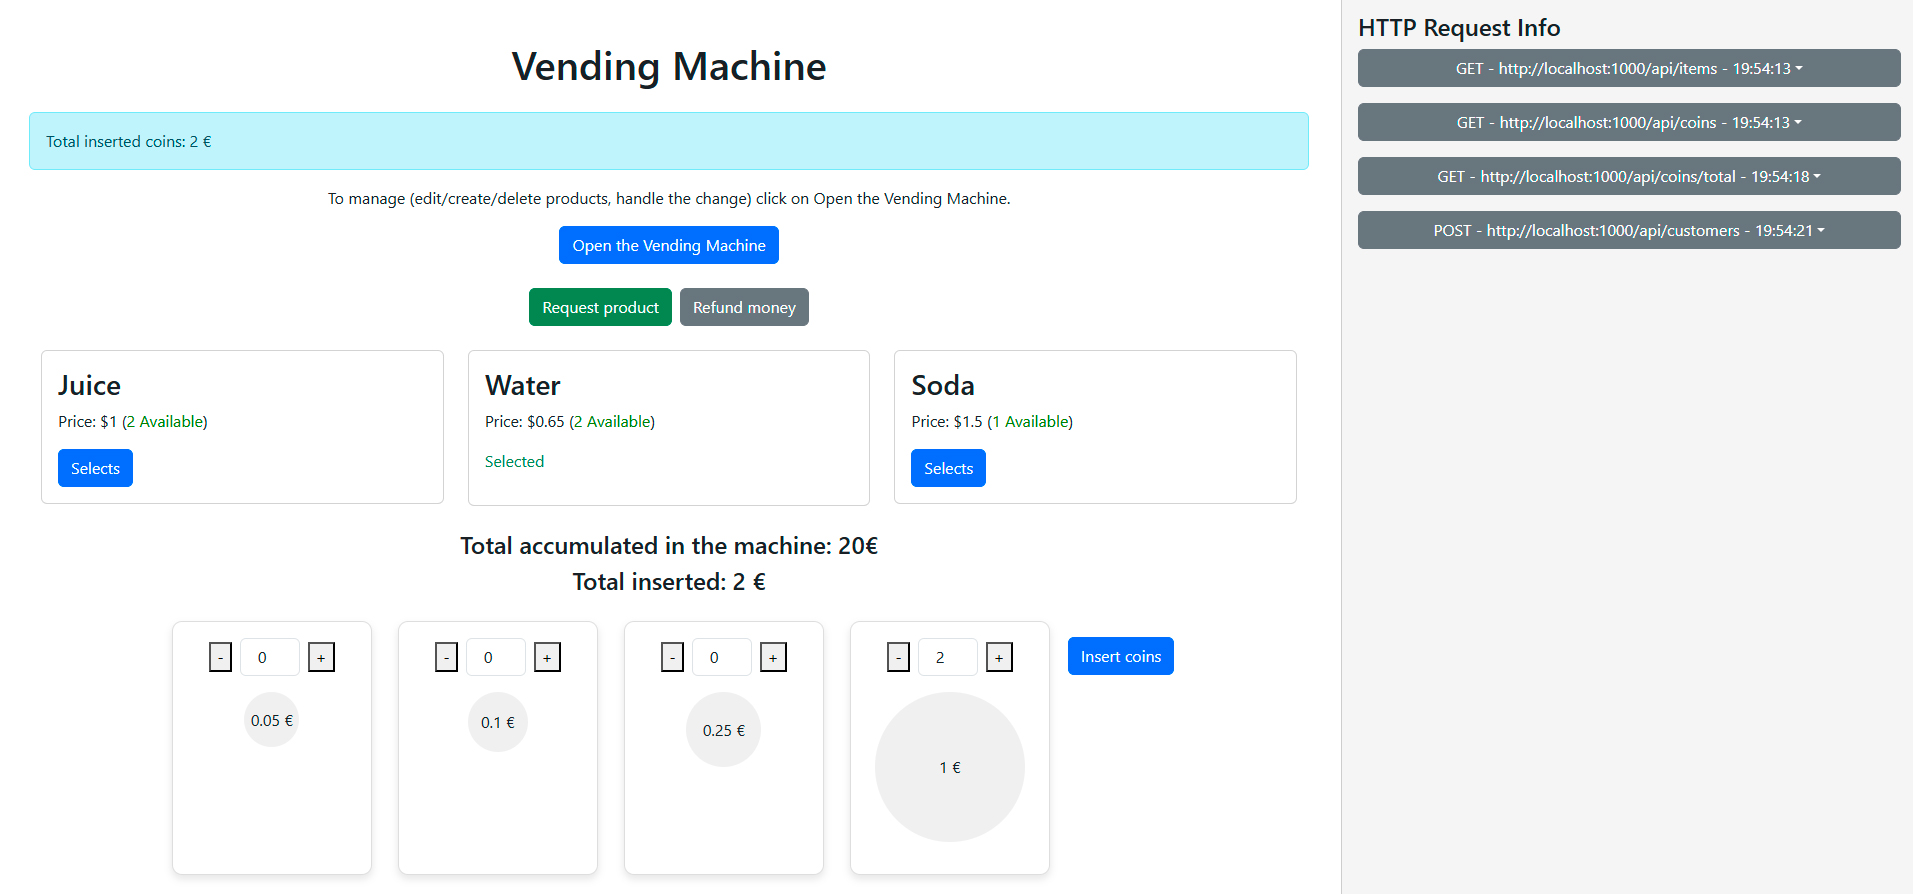 Vending Machine
Total inserted coins: 2 €
To manage (edit/create/delete products, handle the change) click on Open the Vending Machine.
Open the Vending Machine
Request product
Refund money
Juice
Price: $1 (2 Available)
Selects
Water
Price: $0.65 (2 Available)
Selected
Soda
Price: $1.5 (1 Available)
Selects
Total accumulated in the machine: 20€
Total inserted: 2 €
- 0 +
0.05 €
- 0 +
0.1 €
- 0 +
0.25 €
- 2 +
1 €
Insert coins
HTTP Request Info
GET - http://localhost:1000/api/items - 19:54:13
GET - http://localhost:1000/api/coins - 19:54:13
GET - http://localhost:1000/api/coins/total - 19:54:18
POST - http://localhost:1000/api/customers - 19:54:21